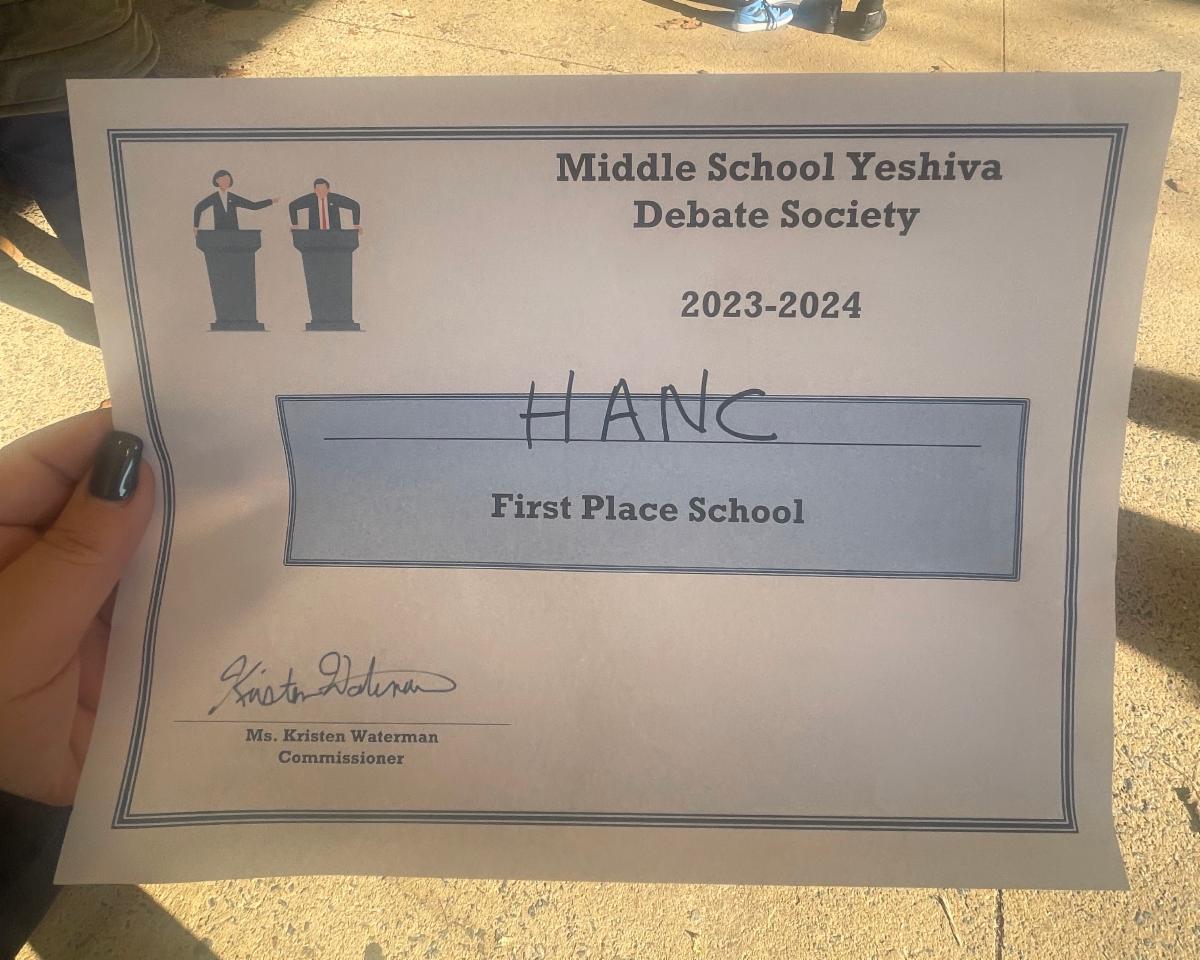 Middle School Yeshiva
Debate Society
2023-2024
HANC
First Place School
Kristen Waterman
Ms. Kristen Waterman
Commissioner